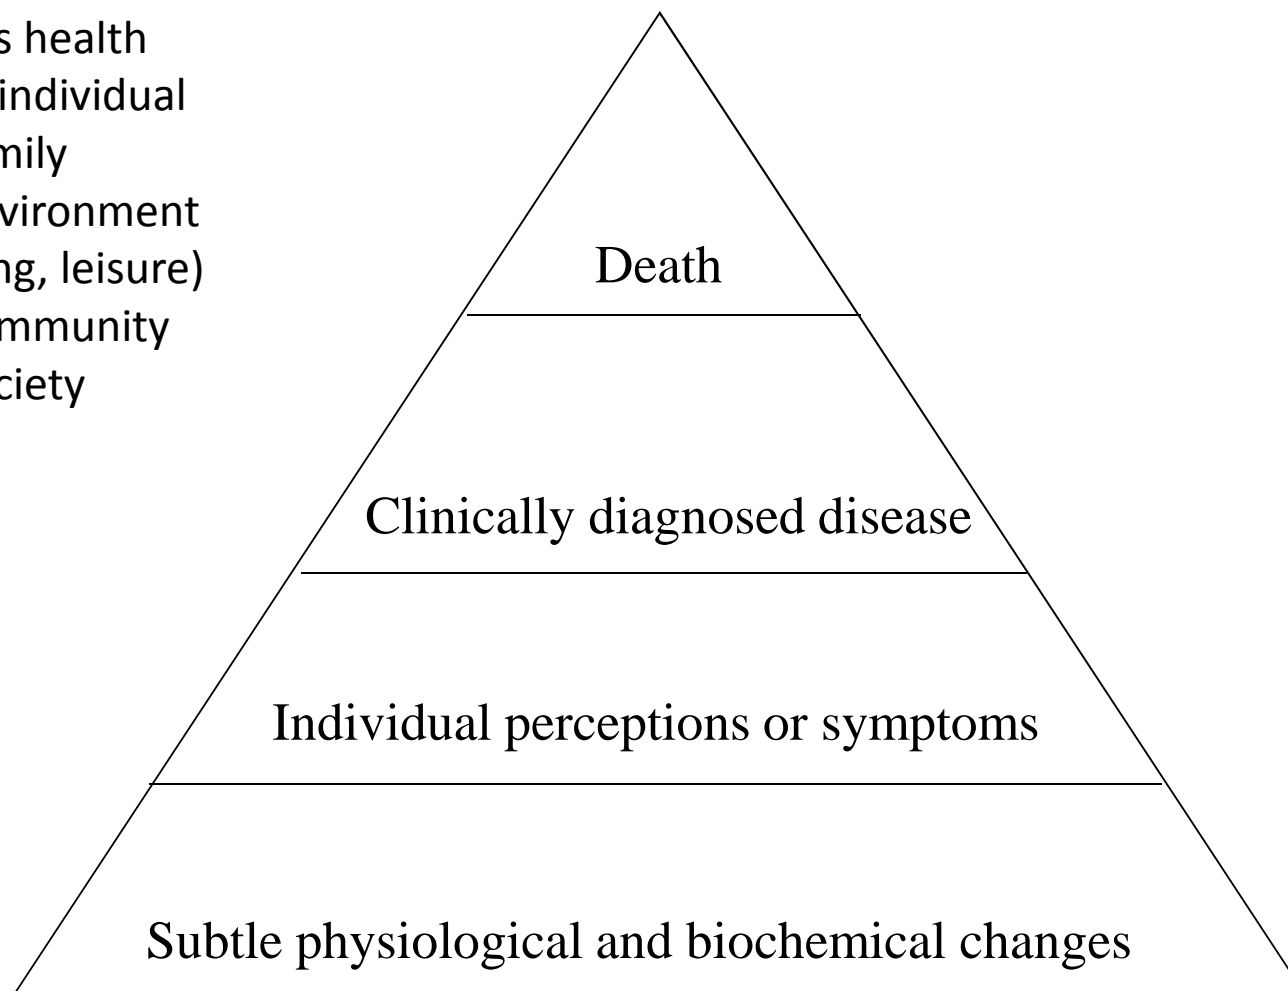 s health
individual
mily
vironment
ng, leisure)
mmunity
ciety
Death
Clinically diagnosed disease
Individual perceptions or symptoms
Subtle physiological and biochemical changes